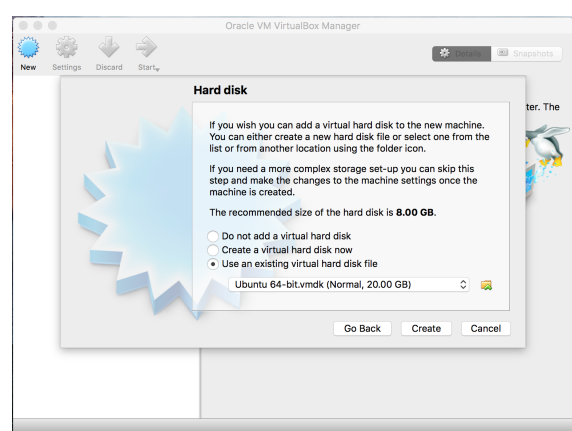 Oracle VM VirtualBox Manager
New
Settings
Discard
Start
Details
Snapshots
ter. The
Hard disk
If you wish you can add a virtual hard disk to the new machine.
You can either create a new hard disk file or select one from the
list or from another location using the folder icon.
If you need a more complex storage set-up you can skip this
step and make the changes to the machine settings once the
machine is created.
The recommended size of the hard disk is 8.00 GB.
Do not add a virtual hard disk
Create a virtual hard disk now
Use an existing virtual hard disk file
Ubuntu 64-bit.vmdk (Normal, 20.00 GB)
Go Back
Create
Cancel